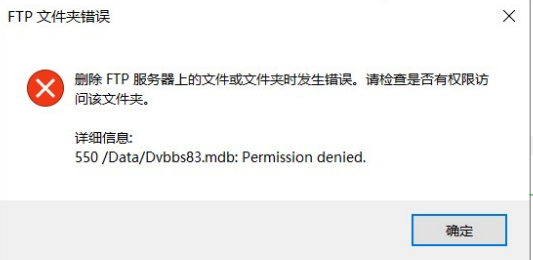 FTP 文件夹错误
删除 FTP 服务器上的文件或文件夹时发生错误。请检查是否有权限访
问该文件夹。
详细信息:
550 /Data/Dvbbs83.mdb: Permission denied.
确定